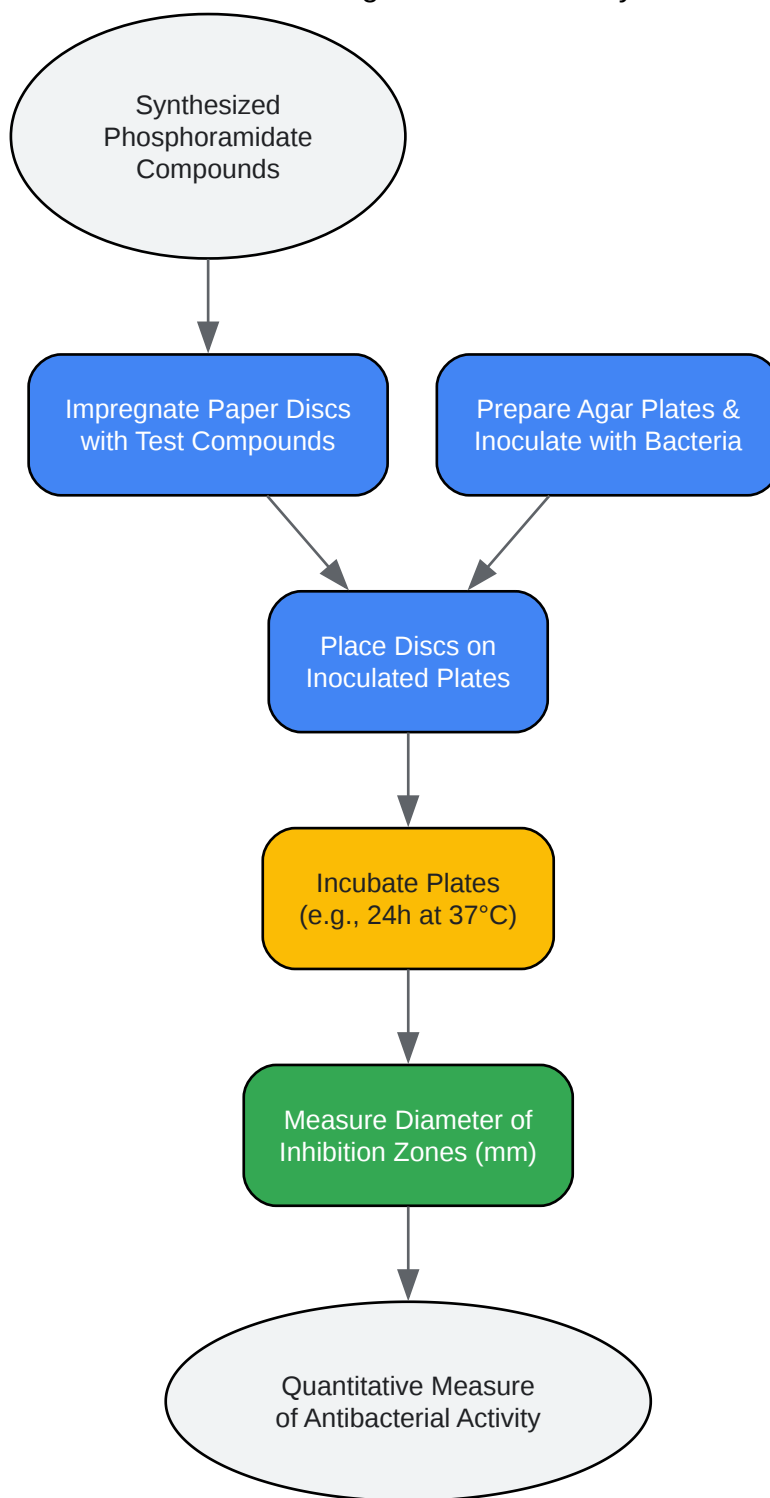 Synthesized
Phosphoramidate
Compounds
Impregnate Paper Discs
with Test Compounds
Prepare Agar Plates &
Inoculate with Bacteria
Place Discs on
Inoculated Plates
Incubate Plates
(e.g., 24h at 37°C)
Measure Diameter of
Inhibition Zones (mm)
Quantitative Measure
of Antibacterial Activity